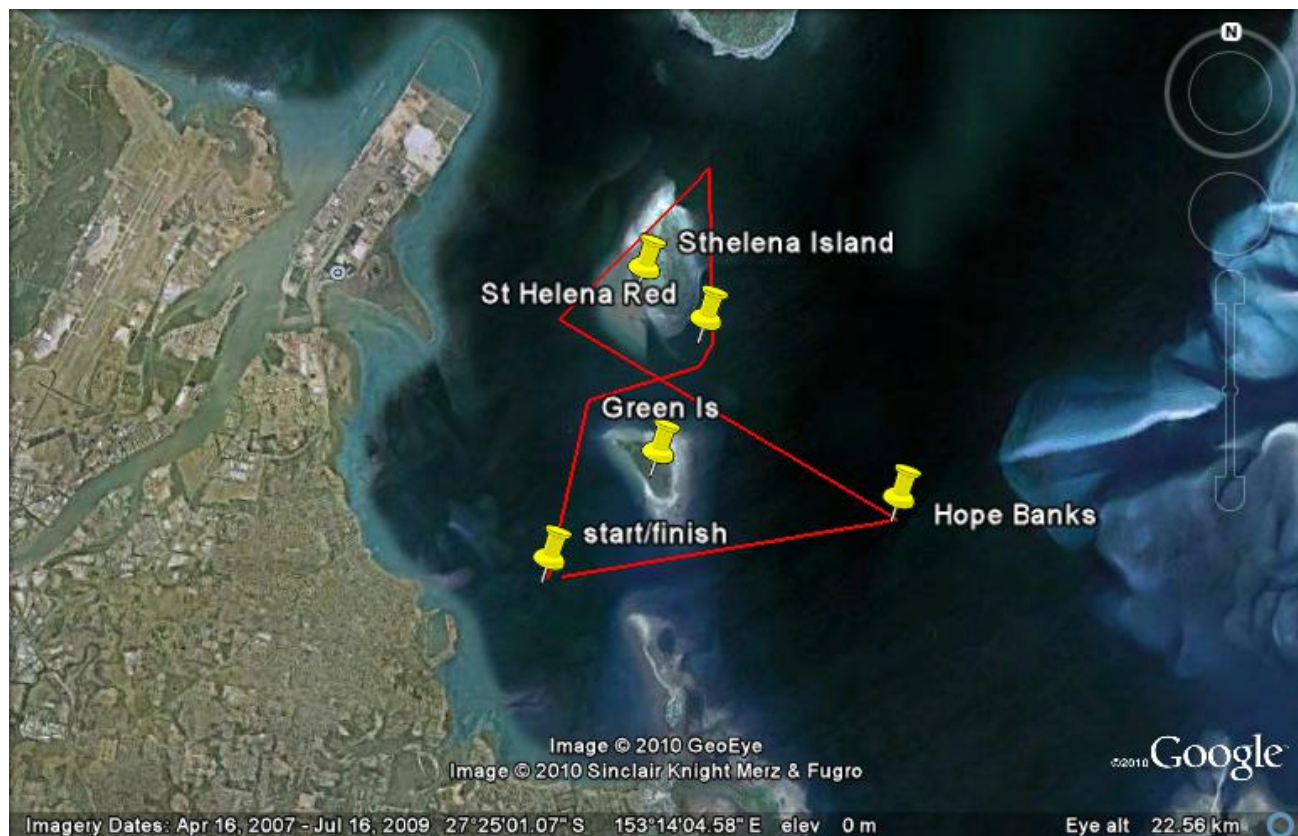 N
Sthelena Island
St Helena Red
Green Is
Hope Banks
start/finish
Image © 2010 GeoEye
Image © 2010 Sinclair Knight Merz & Fugro
©2010 Google
Imagery Dates: Apr 16, 2007 - Jul 16, 2009 27°25'01.07" S 153°14'04.58" E elev 0 m Eye alt 22.56 km